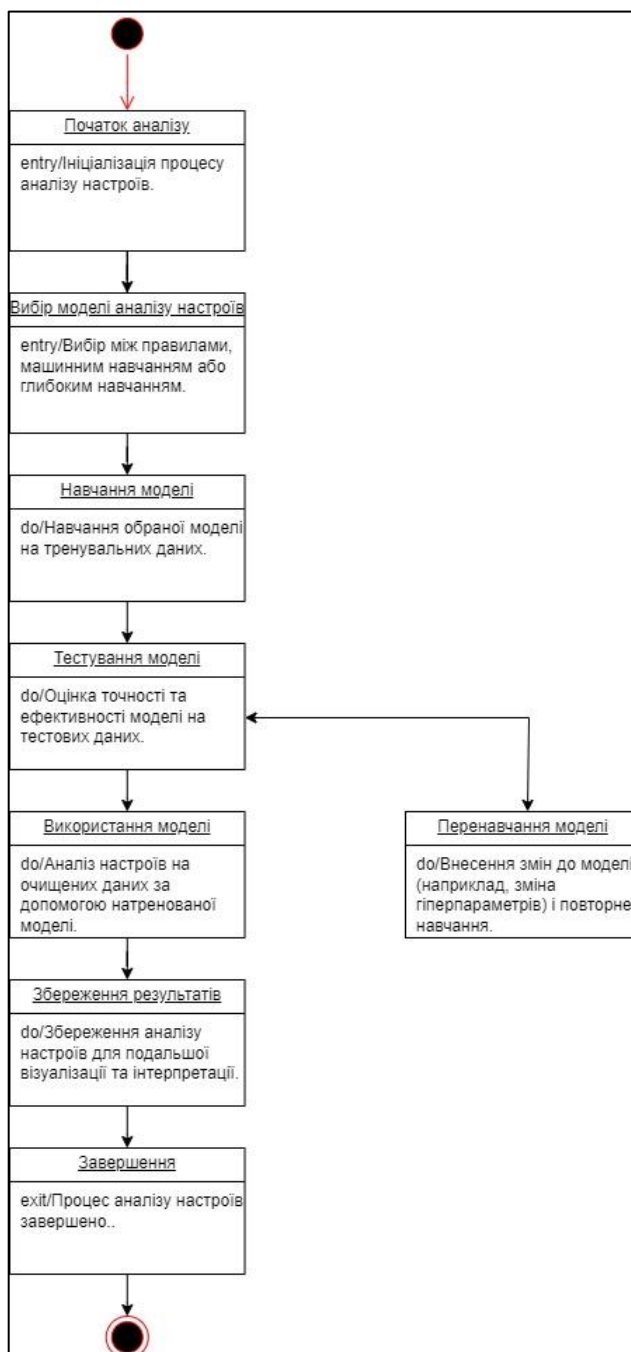 Початок аналізу
entry/Ініціалізація процесу
аналізу настроїв.
Вибір моделі аналізу настроїв
entry/Вибір між правилами,
машинним навчанням або
глибоким навчанням.
Навчання моделі
do/Навчання обраної моделі
на тренувальних даних.
Тестування моделі
do/Оцінка точності та
ефективності моделі на
тестових даних.
Використання моделі
do/Аналіз настроїв на
очищених даних за
допомогою натренованої
моделі.
Перенавчання моделі
do/Внесення змін до моделі
(наприклад, зміна
гіперпараметрів) і повторне
навчання.
Збереження результатів
do/Збереження аналізу
настроїв для подальшої
візуалізації та інтерпретації.
Завершення
exit/Процес аналізу настроїв
завершено..